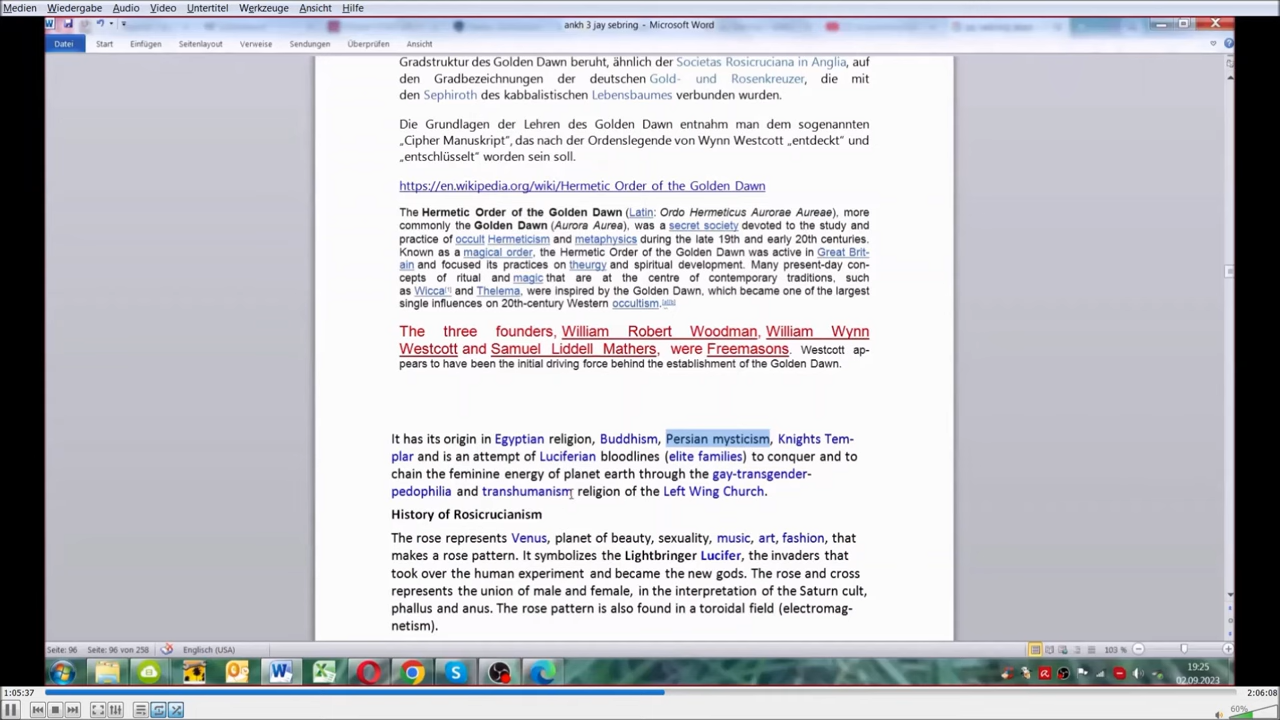 Medien Wiedergabe Audio Video Untertitel Werkzeuge Ansicht Hilfe
ankh 3 jay sebring - Microsoft Word
Datei Start Einfügen Seitenlayout Verweise Sendungen Überprüfen Ansicht
Gradstruktur des Golden Dawn beruht, ähnlich der Societas Rosicruciana in Anglia, auf
den Gradbezeichnungen der deutschen Gold- und Rosenkreuzer, die mit
den Sephiroth des kabbalistischen Lebensbaumes verbunden wurden.
Die Grundlagen der Lehren des Golden Dawn entnahm man dem sogenannten
„Cipher Manuskript", das nach der Ordenslegende von Wynn Westcott „entdeckt" und
„entschlüsselt" worden sein soll.
https://en.wikipedia.org/wiki/Hermetic Order of the Golden Dawn
The Hermetic Order of the Golden Dawn (Latin: Ordo Hermeticus Aurorae Aureae), more
commonly the Golden Dawn (Aurora Aurea), was a secret society devoted to the study and
practice of occult Hermeticism and metaphysics during the late 19th and early 20th centuries.
Known as a magical order, the Hermetic Order of the Golden Dawn was active in Great Brit-
ain and focused its practices on theurgy and spiritual development. Many present-day con-
cepts of ritual and magic that are at the centre of contemporary traditions, such
as Wicca and Thelema, were inspired by the Golden Dawn, which became one of the largest
single influences on 20th-century Western occultism.
The three founders, William Robert Woodman, William Wynn
Westcott and Samuel Liddell Mathers, were Freemasons. Westcott ap-
pears to have been the initial driving force behind the establishment of the Golden Dawn.
It has its origin in Egyptian religion, Buddhism, Persian mysticism, Knights Tem-
plar and is an attempt of Luciferian bloodlines (elite families) to conquer and to
chain the feminine energy of planet earth through the gay-transgender-
pedophilia and transhumanism religion of the Left Wing Church.
History of Rosicrucianism
The rose represents Venus, planet of beauty, sexuality, music, art, fashion, that
makes a rose pattern. It symbolizes the Lightbringer Lucifer, the invaders that
took over the human experiment and became the new gods. The rose and cross
represents the union of male and female, in the interpretation of the Saturn cult,
phallus and anus. The rose pattern is also found in a toroidal field (electromag-
netism).
Seite: 96 Seite: 96 von 258 Englisch (USA) 103 %
19:25
02.09.2023
1:05:37 2:06:08
60%